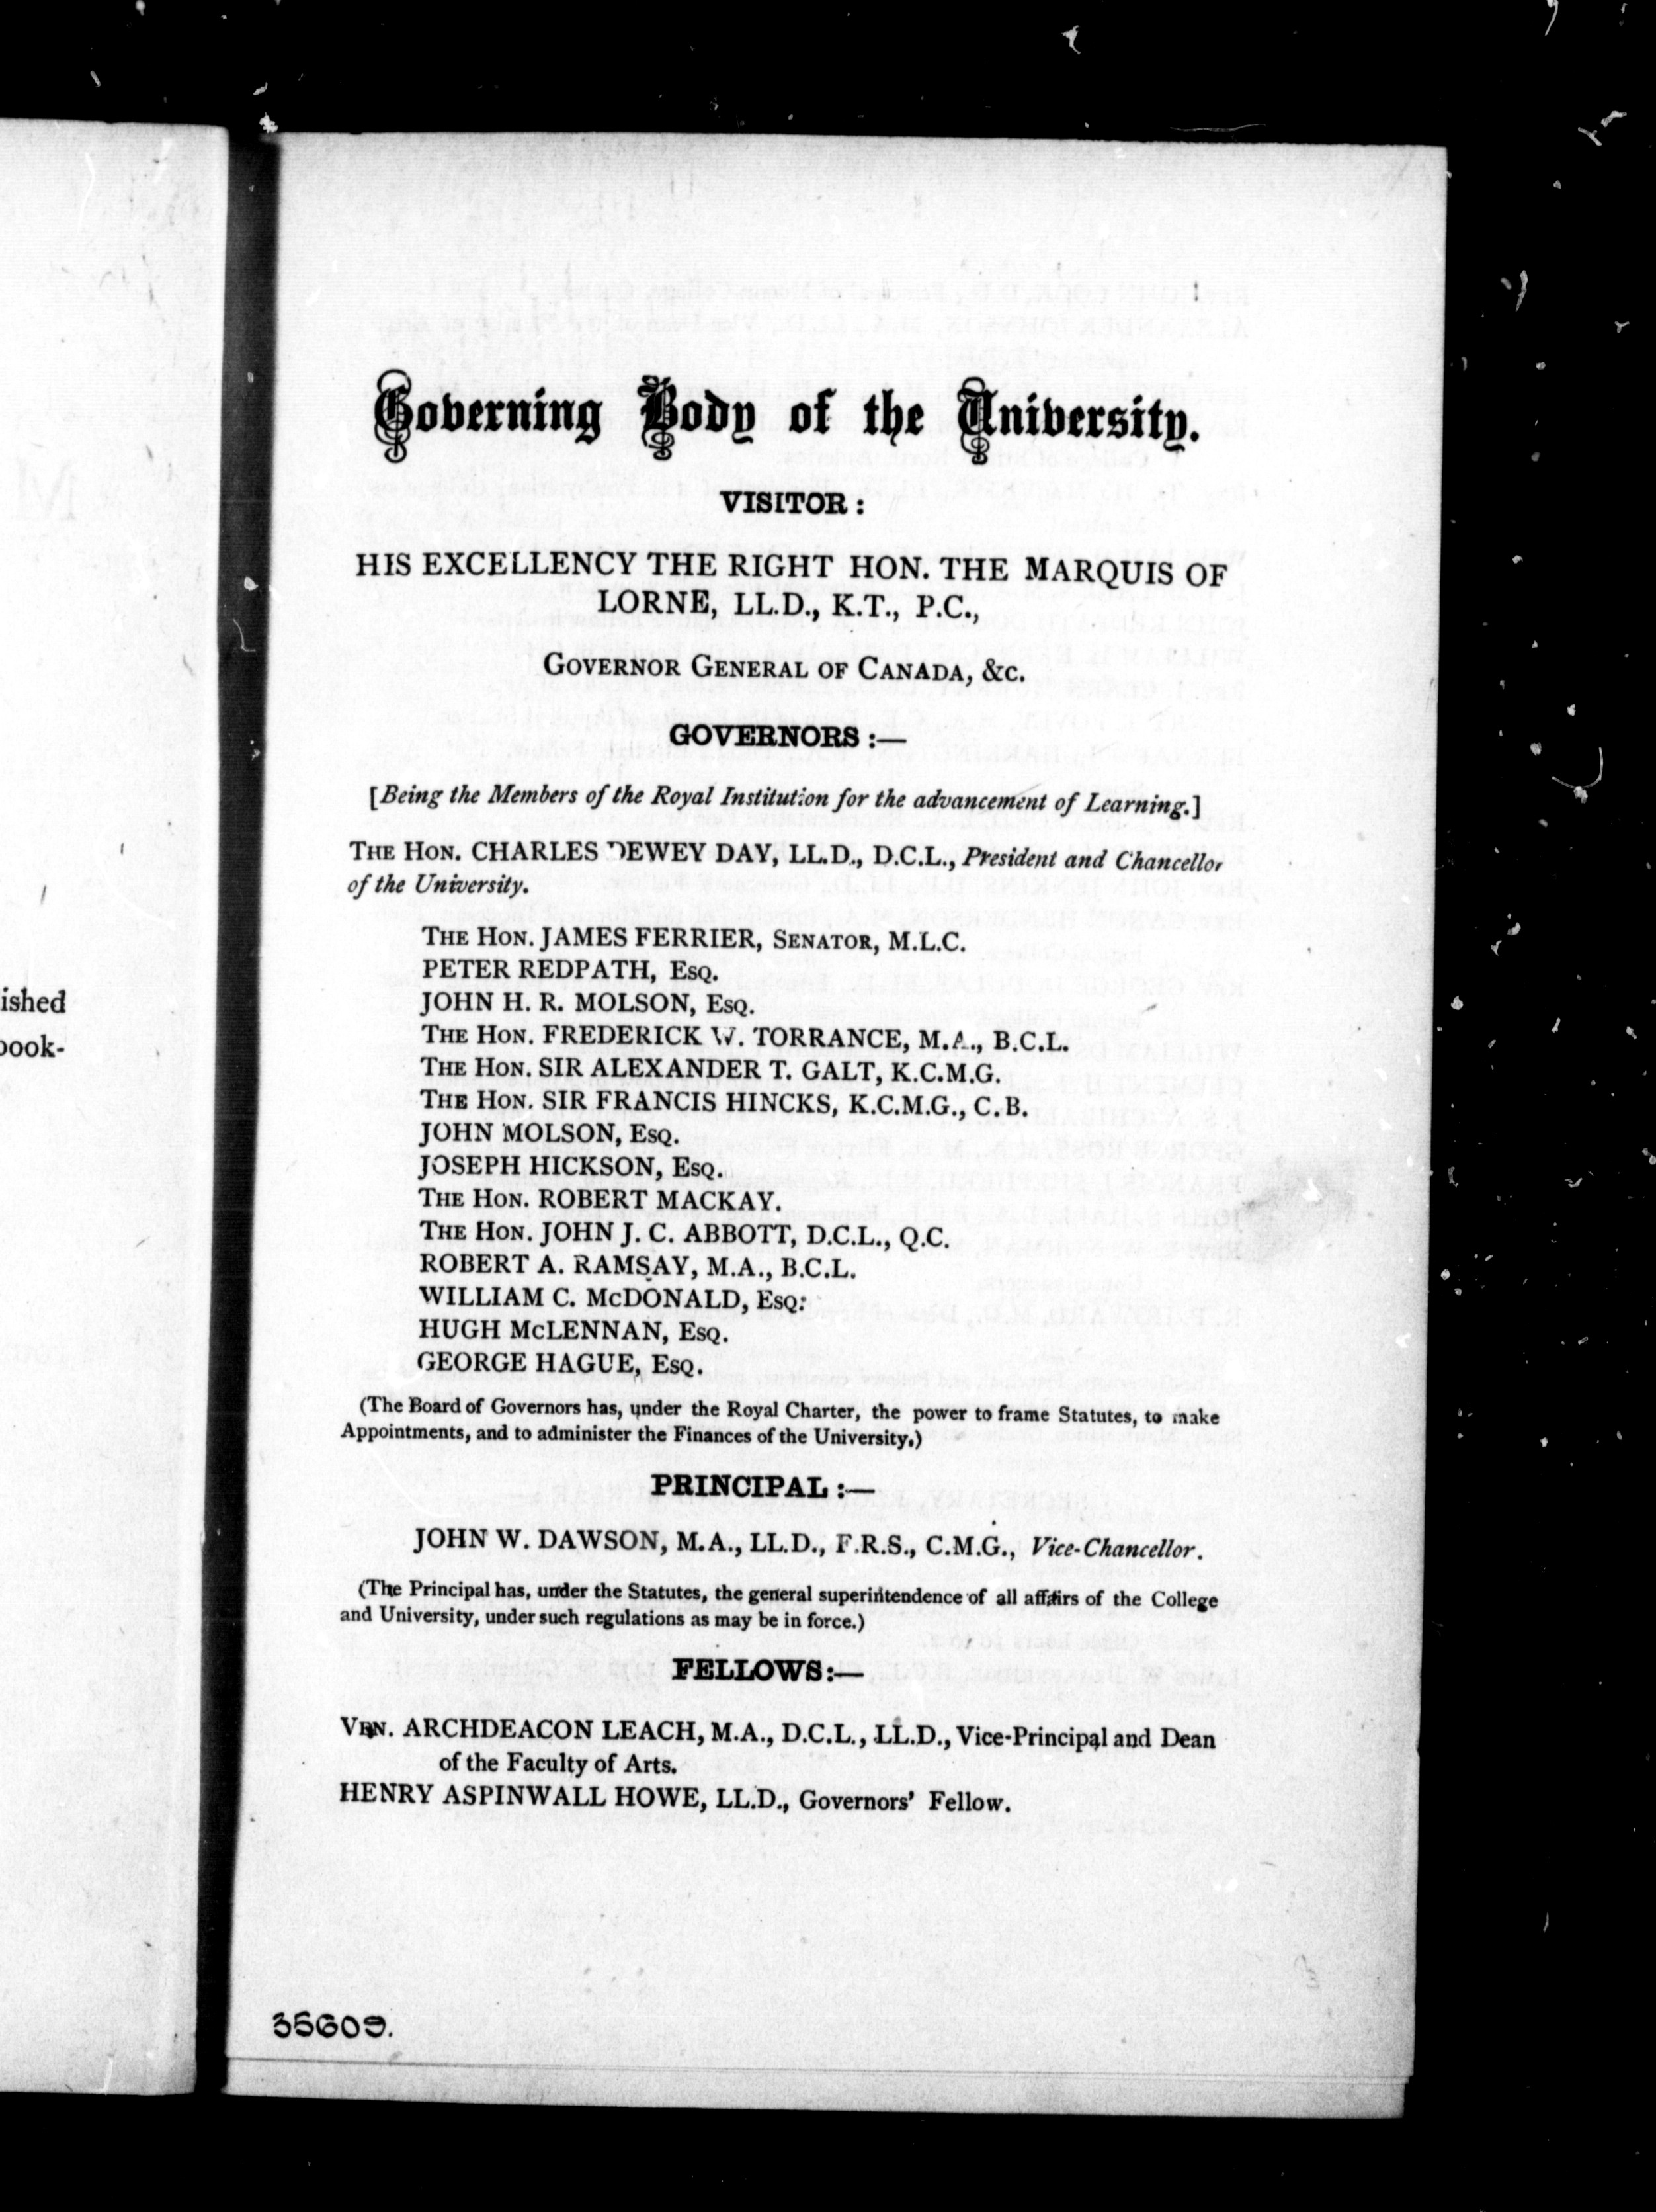 ished
ook-
Governing Body of the University.
VISITOR :
HIS EXCELLENCY THE RIGHT HON. THE MARQUIS OF
LORNE, LL.D., K.T., P.C.,
GOVERNOR GENERAL OF CANADA, &C.
GOVERNORS :—
[Being the Members of the Royal Institution for the advancement of Learning.]
THE HON. CHARLES DEWEY DAY, LL.D., D.C.L., President and Chancellor
of the University.
THE HON. JAMES FERRIER, SENATOR, M.L.C.
PETER REDPATH, ESQ.
JOHN H. R. MOLSON, ESQ.
THE HON. FREDERICK W. TORRANCE, M.A., B.C.L.
THE HON. SIR ALEXANDER T. GALT, K.C.M.G.
THE HON. SIR FRANCIS HINCKS, K.C.M.G., C.B.
JOHN MOLSON, ESQ.
JOSEPH HICKSON, ESQ.
THE HON. ROBERT MACKAY.
THE HON. JOHN J. C. ABBOTT, D.C.L., Q.C.
ROBERT A. RAMSAY, M.A., B.C.L.
WILLIAM C. McDONALD, ESQ.
HUGH McLENNAN, ESQ.
GEORGE HAGUE, ESQ.
(The Board of Governors has, under the Royal Charter, the power to frame Statutes, to make
Appointments, and to administer the Finances of the University.)
PRINCIPAL :—
JOHN W. DAWSON, M.A., LL.D., F.R.S., C.M.G., Vice-Chancellor.
(The Principal has, under the Statutes, the general superintendence of all affairs of the College
and University, under such regulations as may be in force.)
FELLOWS:—
VEN. ARCHDEACON LEACH, M.A., D.C.L., LL.D., Vice-Principal and Dean
of the Faculty of Arts.
HENRY ASPINWALL HOWE, LL.D., Governors' Fellow.
35609.